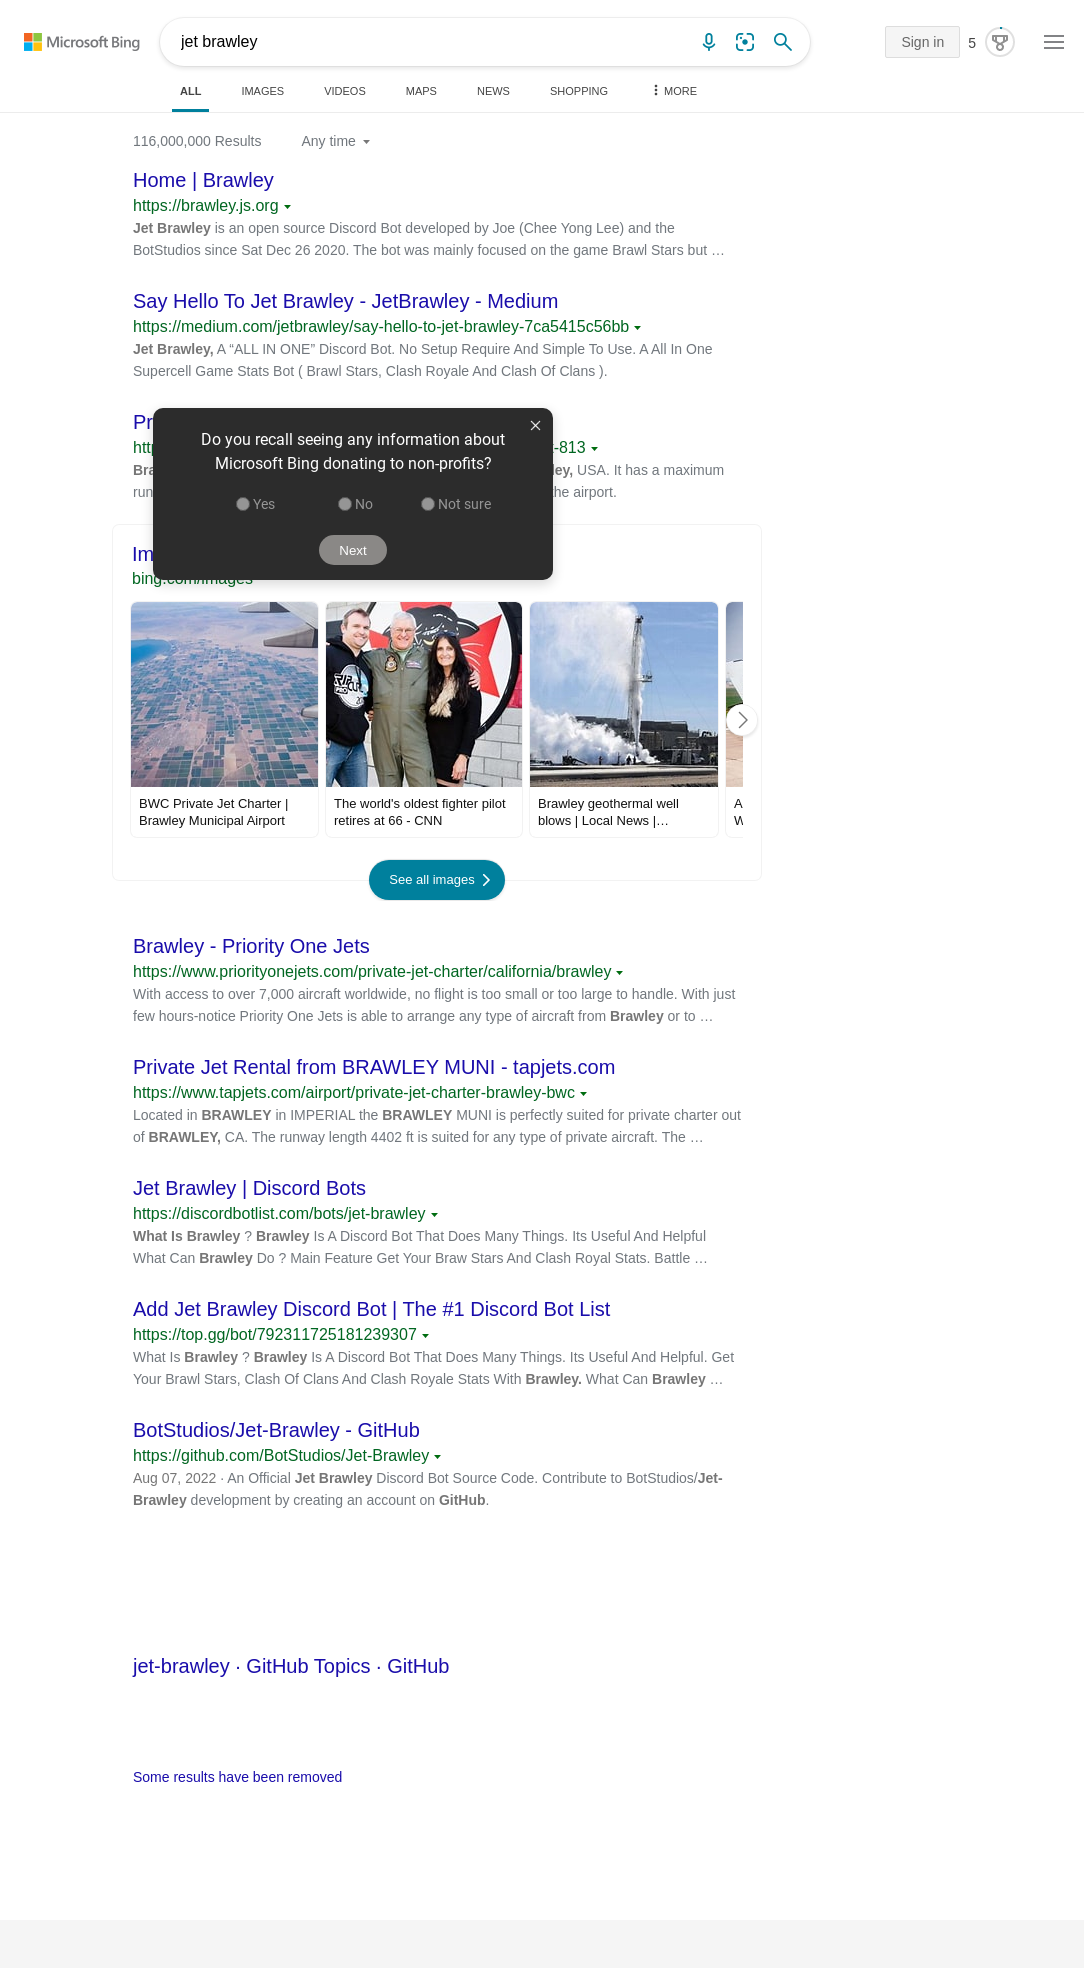 Microsoft Bing
jet brawley
Sign in
5
ALL
IMAGES
VIDEOS
MAPS
NEWS
SHOPPING
MORE
116,000,000 Results
Any time
Home | Brawley
https://brawley.js.org
Jet Brawley is an open source Discord Bot developed by Joe (Chee Yong Lee) and the
BotStudios since Sat Dec 26 2020. The bot was mainly focused on the game Brawl Stars but …
Say Hello To Jet Brawley - JetBrawley - Medium
https://medium.com/jetbrawley/say-hello-to-jet-brawley-7ca5415c56bb
Jet Brawley, A “ALL IN ONE” Discord Bot. No Setup Require And Simple To Use. A All In One
Supercell Game Stats Bot ( Brawl Stars, Clash Royale And Clash Of Clans ).
-813
USA. It has a maximum
the airport.
Do you recall seeing any information about
Microsoft Bing donating to non-profits?
Yes
No
Not sure
Next
bing.com/images
BWC Private Jet Charter |
Brawley Municipal Airport
The world's oldest fighter pilot
retires at 66 - CNN
Brawley geothermal well
blows | Local News |…
A
W
See all images
Brawley - Priority One Jets
https://www.priorityonejets.com/private-jet-charter/california/brawley
With access to over 7,000 aircraft worldwide, no flight is too small or too large to handle. With just
few hours-notice Priority One Jets is able to arrange any type of aircraft from Brawley or to …
Private Jet Rental from BRAWLEY MUNI - tapjets.com
https://www.tapjets.com/airport/private-jet-charter-brawley-bwc
Located in BRAWLEY in IMPERIAL the BRAWLEY MUNI is perfectly suited for private charter out
of BRAWLEY, CA. The runway length 4402 ft is suited for any type of private aircraft. The …
Jet Brawley | Discord Bots
https://discordbotlist.com/bots/jet-brawley
What Is Brawley ? Brawley Is A Discord Bot That Does Many Things. Its Useful And Helpful
What Can Brawley Do ? Main Feature Get Your Braw Stars And Clash Royal Stats. Battle …
Add Jet Brawley Discord Bot | The #1 Discord Bot List
https://top.gg/bot/792311725181239307
What Is Brawley ? Brawley Is A Discord Bot That Does Many Things. Its Useful And Helpful. Get
Your Brawl Stars, Clash Of Clans And Clash Royale Stats With Brawley. What Can Brawley …
BotStudios/Jet-Brawley - GitHub
https://github.com/BotStudios/Jet-Brawley
Aug 07, 2022 · An Official Jet Brawley Discord Bot Source Code. Contribute to BotStudios/Jet-
Brawley development by creating an account on GitHub.
jet-brawley · GitHub Topics · GitHub
Some results have been removed